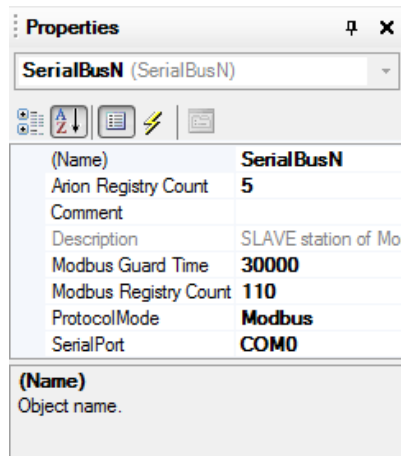 Properties
SerialBusN (SerialBusN)
(Name) SerialBusN
Arion Registry Count 5
Comment
Description SLAVE station of Mo
Modbus Guard Time 30000
Modbus Registry Count 110
ProtocolMode Modbus
SerialPort COM0
(Name)
Object name.